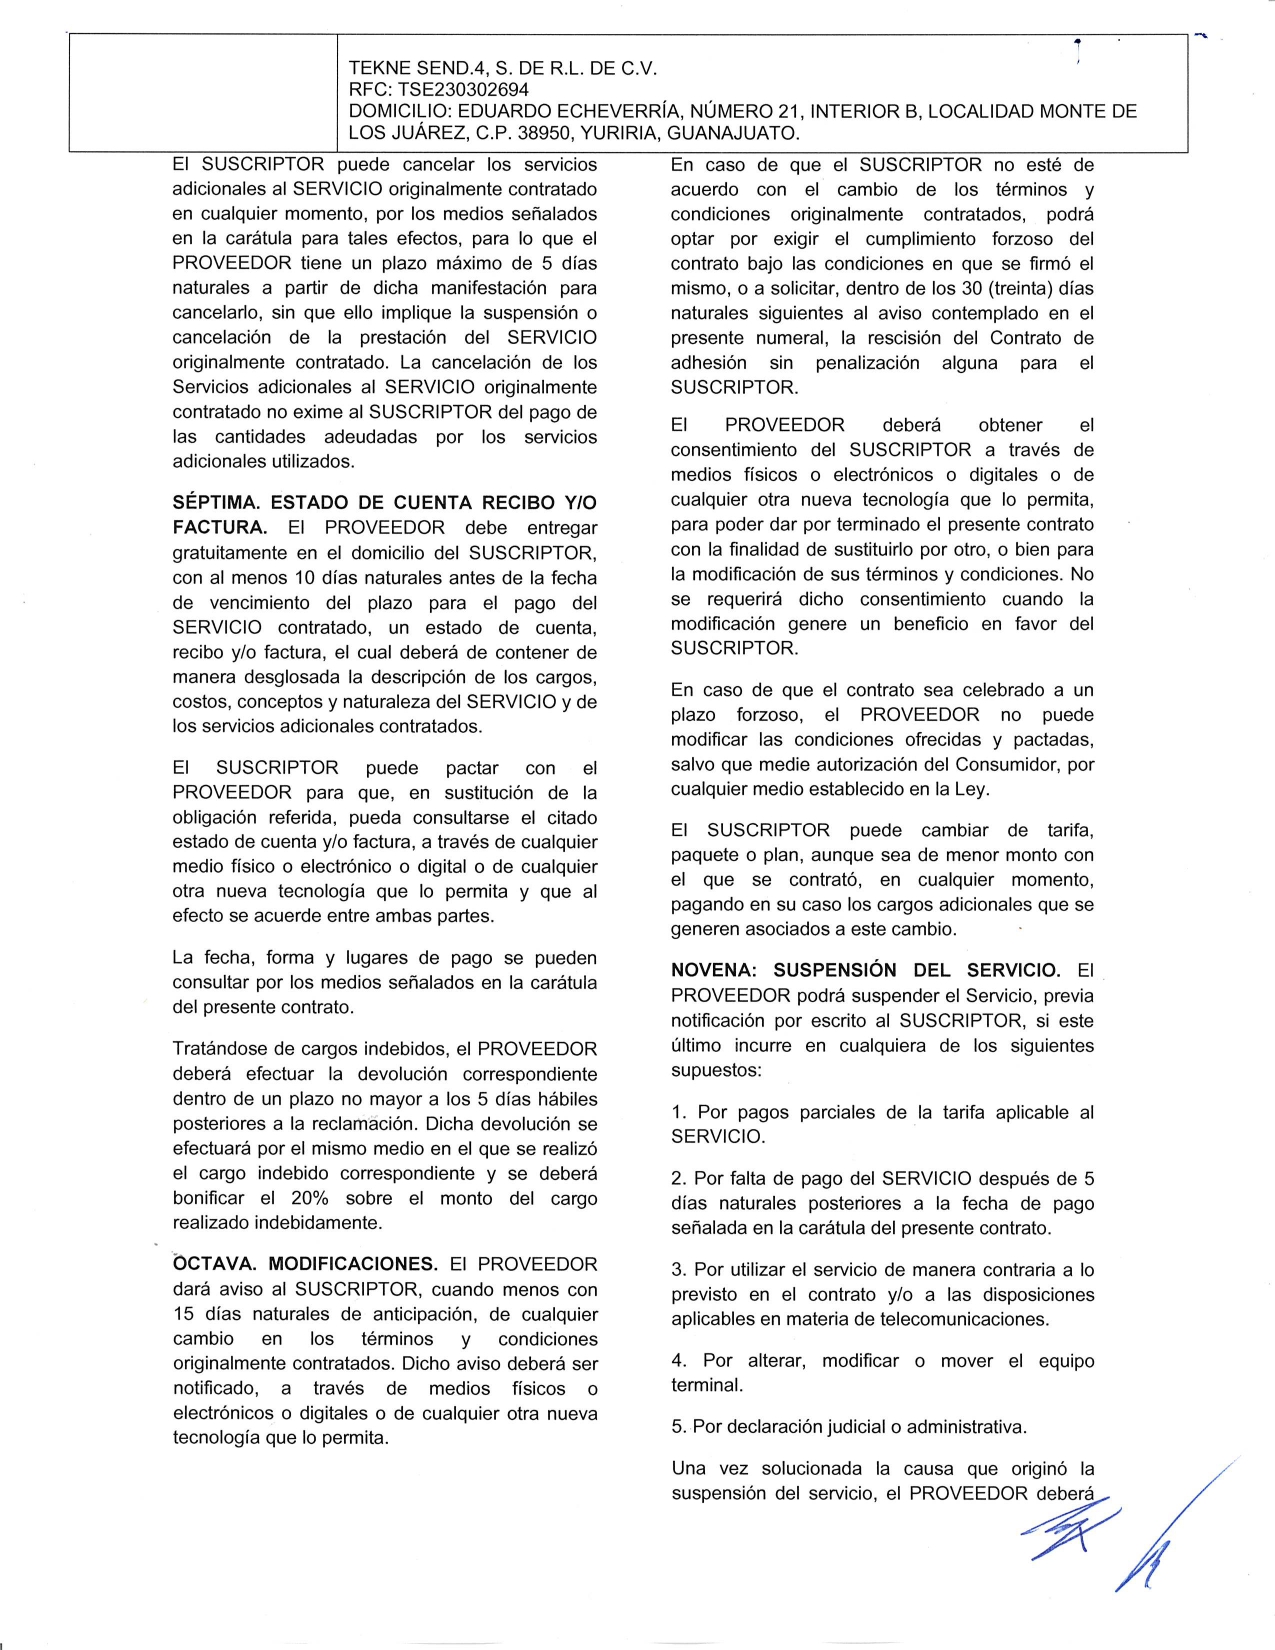 TEKNE SEND.4, S. DE R.L. DE C.V.
RFC: TSE230302694
DOMICILIO: EDUARDO ECHEVERRÍA, NÚMERO 21, INTERIOR B, LOCALIDAD MONTE DE
LOS JUÁREZ, C.P. 38950, YURIRIA, GUANAJUATO.
El SUSCRIPTOR puede cancelar los servicios
adicionales al SERVICIO originalmente contratado
en cualquier momento, por los medios señalados
en la carátula para tales efectos, para lo que el
PROVEEDOR tiene un plazo máximo de 5 días
naturales a partir de dicha manifestación para
cancelarlo, sin que ello implique la suspensión o
cancelación de la prestación del SERVICIO
originalmente contratado. La cancelación de los
Servicios adicionales al SERVICIO originalmente
contratado no exime al SUSCRIPTOR del pago de
las cantidades adeudadas por los servicios
adicionales utilizados.
SÉPTIMA. ESTADO DE CUENTA RECIBO Y/O
FACTURA. El PROVEEDOR debe entregar
gratuitamente en el domicilio del SUSCRIPTOR,
con al menos 10 días naturales antes de la fecha
de vencimiento del plazo para el pago del
SERVICIO contratado, un estado de cuenta,
recibo y/o factura, el cual deberá de contener de
manera desglosada la descripción de los cargos,
costos, conceptos y naturaleza del SERVICIO y de
los servicios adicionales contratados.
El SUSCRIPTOR puede pactar con el
PROVEEDOR para que, en sustitución de la
obligación referida, pueda consultarse el citado
estado de cuenta y/o factura, a través de cualquier
medio físico o electrónico o digital o de cualquier
otra nueva tecnología que lo permita y que al
efecto se acuerde entre ambas partes.
La fecha, forma y lugares de pago se pueden
consultar por los medios señalados en la carátula
del presente contrato.
Tratándose de cargos indebidos, el PROVEEDOR
deberá efectuar la devolución correspondiente
dentro de un plazo no mayor a los 5 días hábiles
posteriores a la reclamación. Dicha devolución se
efectuará por el mismo medio en el que se realizó
el cargo indebido correspondiente y se deberá
bonificar el 20% sobre el monto del cargo
realizado indebidamente.
OCTAVA. MODIFICACIONES. El PROVEEDOR
dará aviso al SUSCRIPTOR, cuando menos con
15 días naturales de anticipación, de cualquier
cambio en los términos y condiciones
originalmente contratados. Dicho aviso deberá ser
notificado, a través de medios físicos o
electrónicos o digitales o de cualquier otra nueva
tecnología que lo permita.
En caso de que el SUSCRIPTOR no esté de
acuerdo con el cambio de los términos y
condiciones originalmente contratados, podrá
optar por exigir el cumplimiento forzoso del
contrato bajo las condiciones en que se firmó el
mismo, o a solicitar, dentro de los 30 (treinta) días
naturales siguientes al aviso contemplado en el
presente numeral, la rescisión del Contrato de
adhesión sin penalización alguna para el
SUSCRIPTOR.
El PROVEEDOR deberá obtener el
consentimiento del SUSCRIPTOR a través de
medios físicos o electrónicos o digitales o de
cualquier otra nueva tecnología que lo permita,
para poder dar por terminado el presente contrato
con la finalidad de sustituirlo por otro, o bien para
la modificación de sus términos y condiciones. No
se requerirá dicho consentimiento cuando la
modificación genere un beneficio en favor del
SUSCRIPTOR.
En caso de que el contrato sea celebrado a un
plazo forzoso, el PROVEEDOR no puede
modificar las condiciones ofrecidas y pactadas,
salvo que medie autorización del Consumidor, por
cualquier medio establecido en la Ley.
El SUSCRIPTOR puede cambiar de tarifa,
paquete o plan, aunque sea de menor monto con
el que se contrató, en cualquier momento,
pagando en su caso los cargos adicionales que se
generen asociados a este cambio.
NOVENA: SUSPENSIÓN DEL SERVICIO. El
PROVEEDOR podrá suspender el Servicio, previa
notificación por escrito al SUSCRIPTOR, si este
último incurre en cualquiera de los siguientes
supuestos:
1. Por pagos parciales de la tarifa aplicable al
SERVICIO.
2. Por falta de pago del SERVICIO después de 5
días naturales posteriores a la fecha de pago
señalada en la carátula del presente contrato.
3. Por utilizar el servicio de manera contraria a lo
previsto en el contrato y/o a las disposiciones
aplicables en materia de telecomunicaciones.
4. Por alterar, modificar o mover el equipo
terminal.
5. Por declaración judicial o administrativa.
Una vez solucionada la causa que originó la
suspensión del servicio, el PROVEEDOR deberá